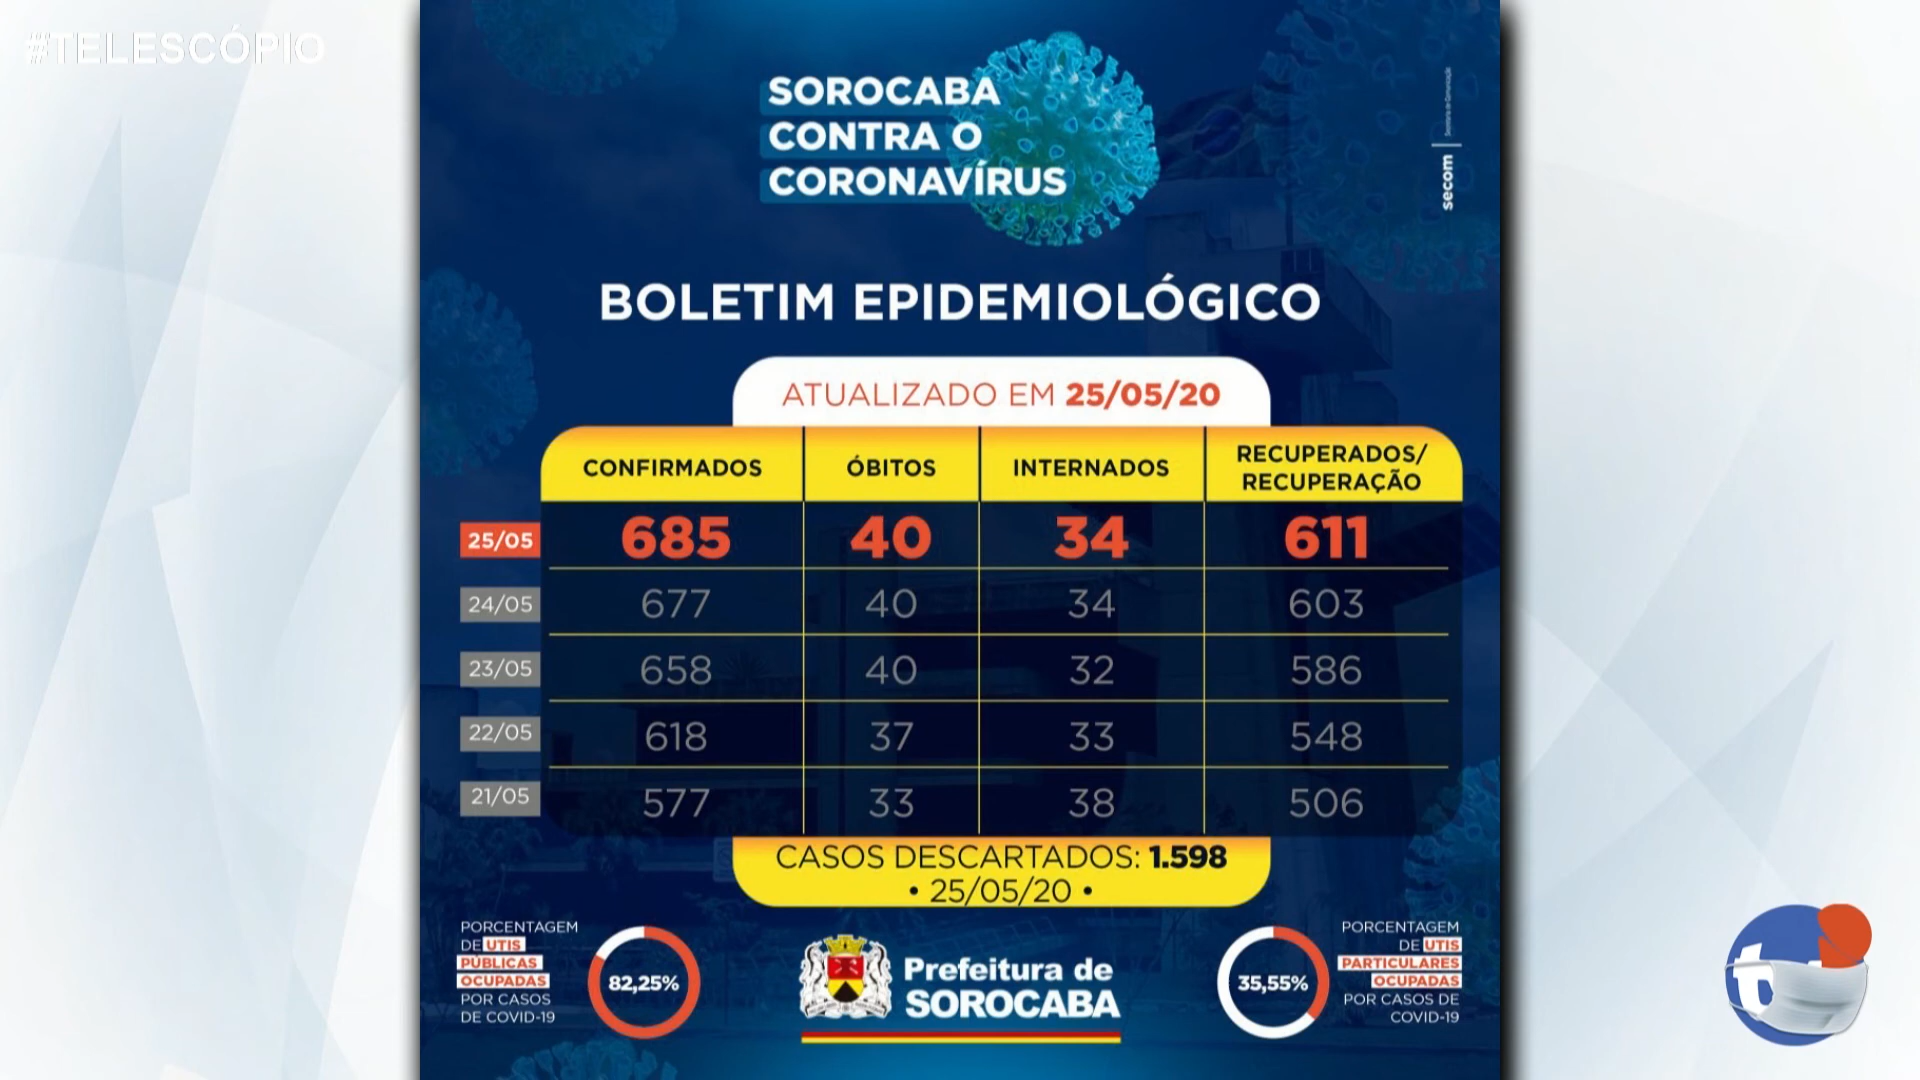 #TELESCÓPIO
SOROCABA
CONTRA O
CORONAVÍRUS
secom
Secretaria de Comunicação
BOLETIM EPIDEMIOLÓGICO
ATUALIZADO EM 25/05/20
CONFIRMADOS ÓBITOS INTERNADOS RECUPERADOS/
RECUPERAÇÃO
25/05 685 40 34 611
24/05 677 40 34 603
23/05 658 40 32 586
22/05 618 37 33 548
21/05 577 33 38 506
CASOS DESCARTADOS: 1.598
• 25/05/20 •
PORCENTAGEM
DE UTIS
PÚBLICAS
OCUPADAS
POR CASOS
DE COVID-19
82,25%
Prefeitura de
SOROCABA
35,55%
PORCENTAGEM
DE UTIS
PARTICULARES
OCUPADAS
POR CASOS DE
COVID-19
t